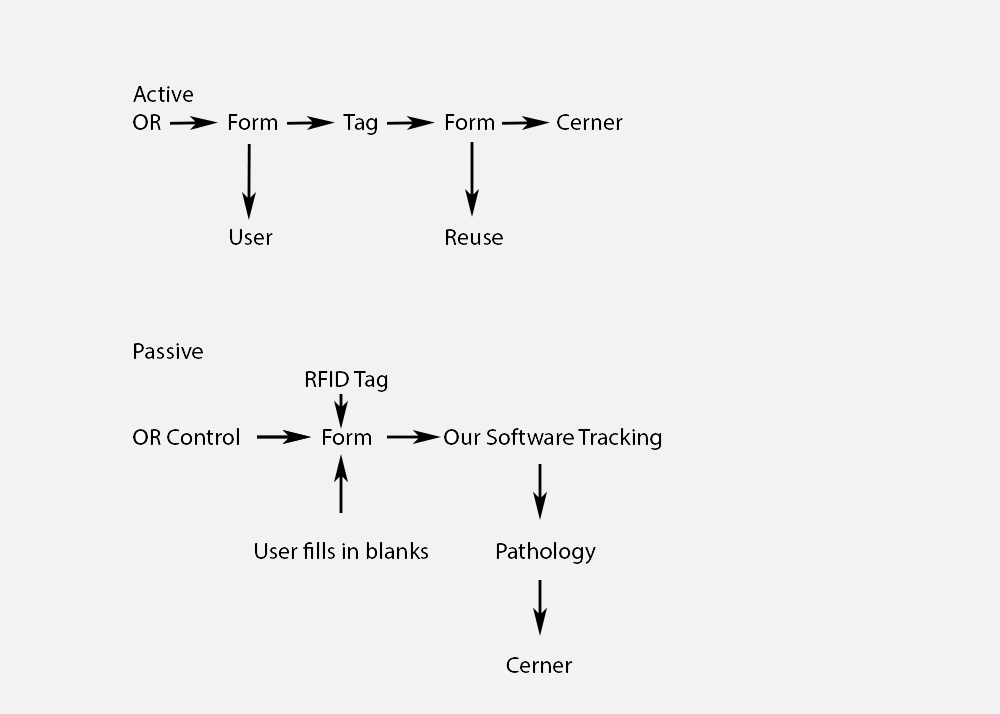 Active
OR Form Tag Form Cerner
User Reuse
Passive
RFID Tag
OR Control Form Our Software Tracking
User fills in blanks Pathology
Cerner